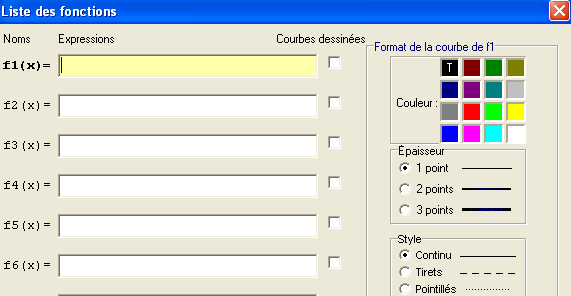 Liste des fonctions
Noms Expressions Courbes dessinées
f1(x)=
f2(x)=
f3(x)=
f4(x)=
f5(x)=
f6(x)=
Format de la courbe de f1
T
Couleur :
Épaisseur
1 point
2 points
3 points
Style
Continu
Tirets
Pointillés